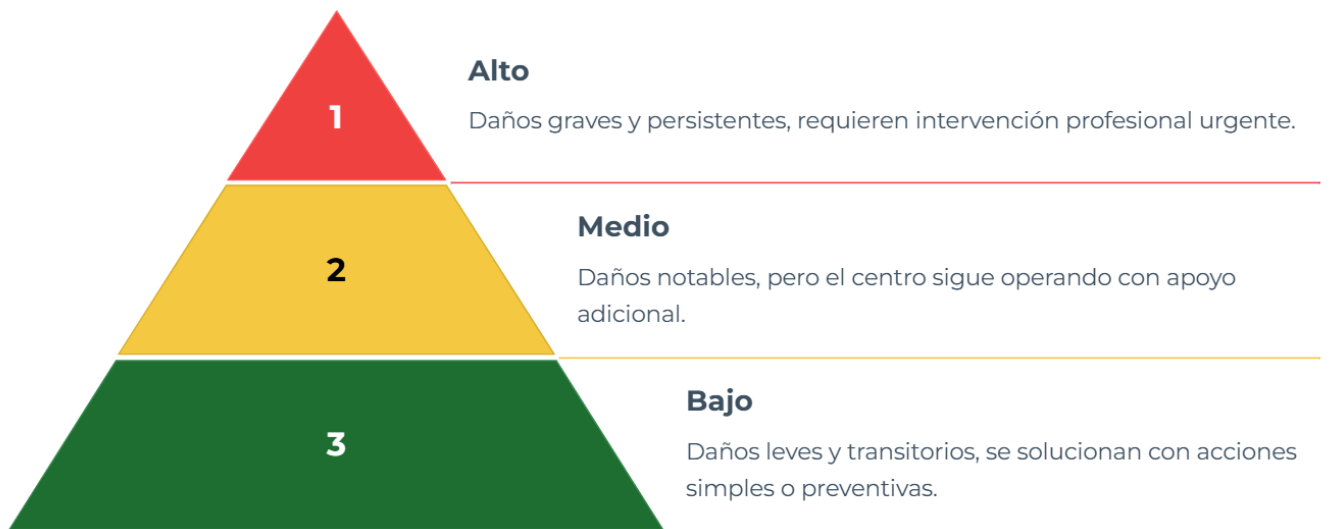 1
Alto
Daños graves y persistentes, requieren intervención profesional urgente.
2
Medio
Daños notables, pero el centro sigue operando con apoyo
adicional.
3
Bajo
Daños leves y transitorios, se solucionan con acciones
simples o preventivas.